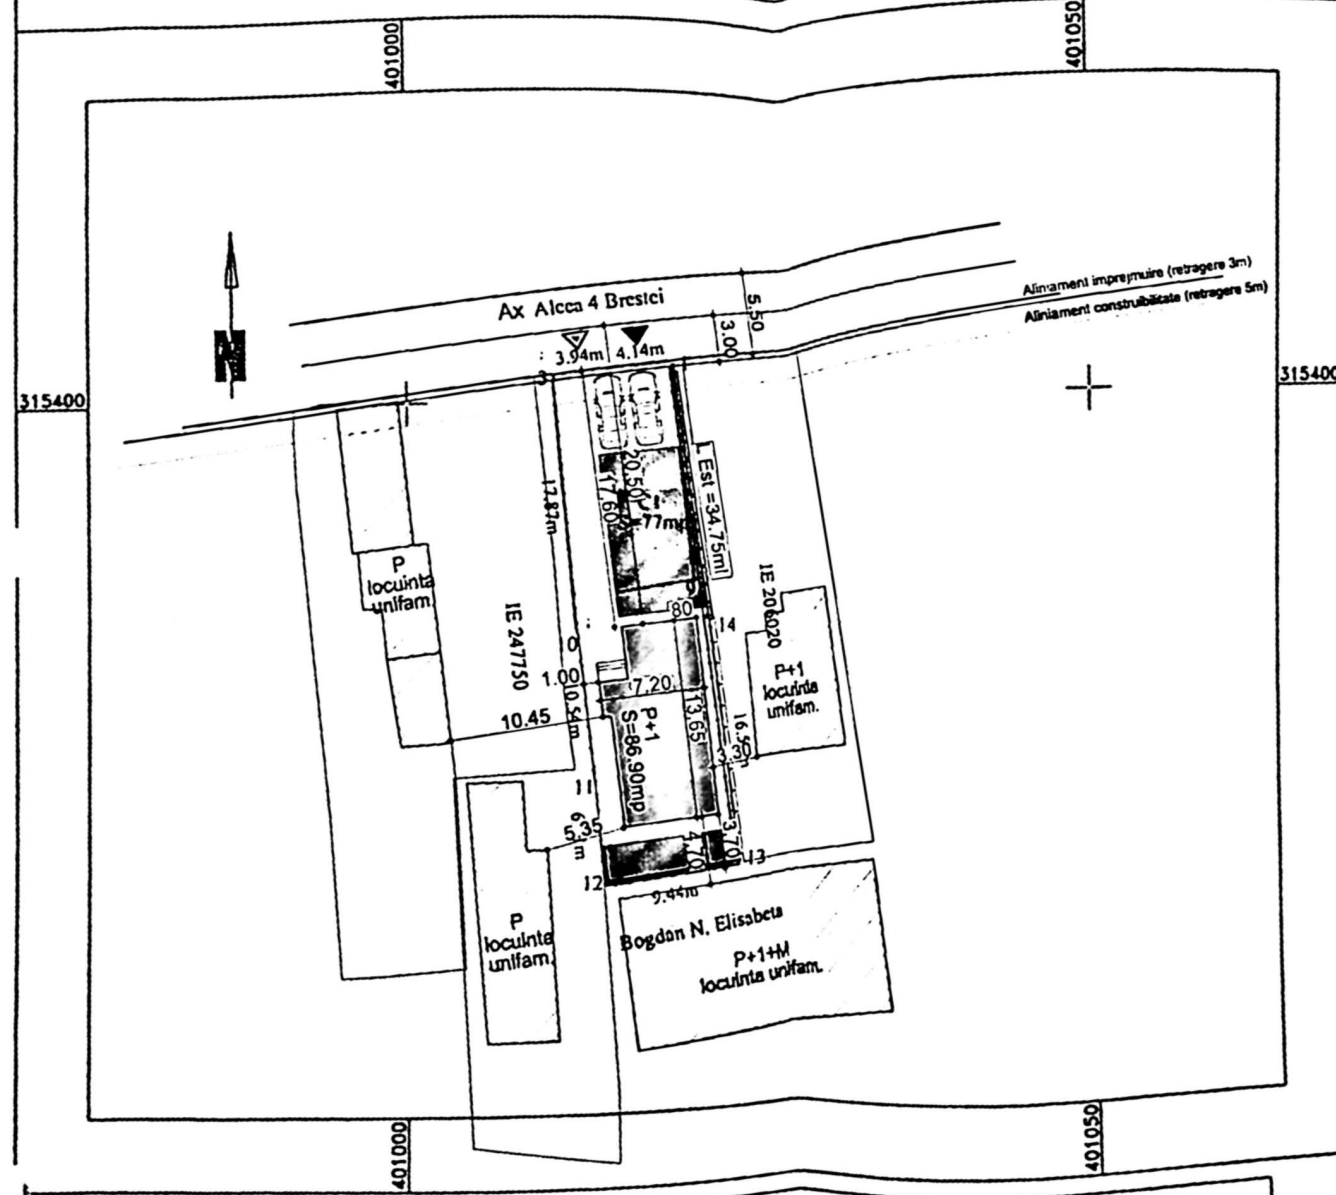 401000
401050
Aliniament imprejmuire (retragere 3m)
Aliniament construibilitate (retragere 5m)
Ax Aleea 4 Brestei
5.50
3.00
3.94m
4.14m
N
315400
315400
17.87m
20.50
17.60
=77mp
Est =34.75ml
P
locuinta
unifam.
IE 247750
IE 206020
80
14
1.00
7.20
10.54m
10.45
P+1
S=86.90mp
13.65
P+1
locuinta
unifam.
3.30
11
5.35
4.70
3.70
13
12
9.44m
Bogdan N. Elisabeta
P+1+M
locuinta unifam.
P
locuinta
unifam.
401000
401050